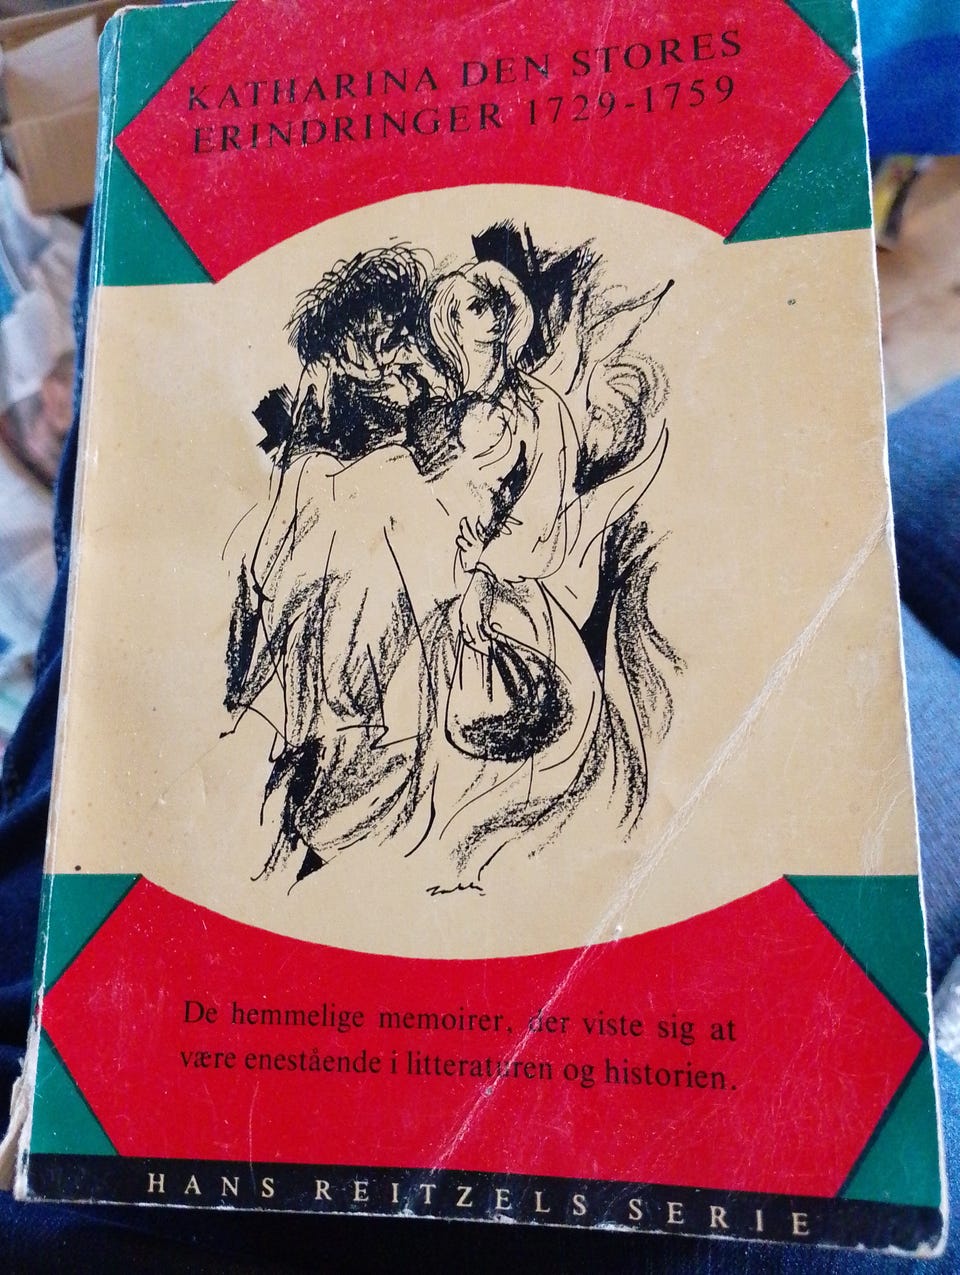 KATHARINA DEN STORES
ERINDRINGER 1729-1759
De hemmelige memoirer, der viste sig at
være enestående i litteraturen og historien.
HANS REITZELS SERIE